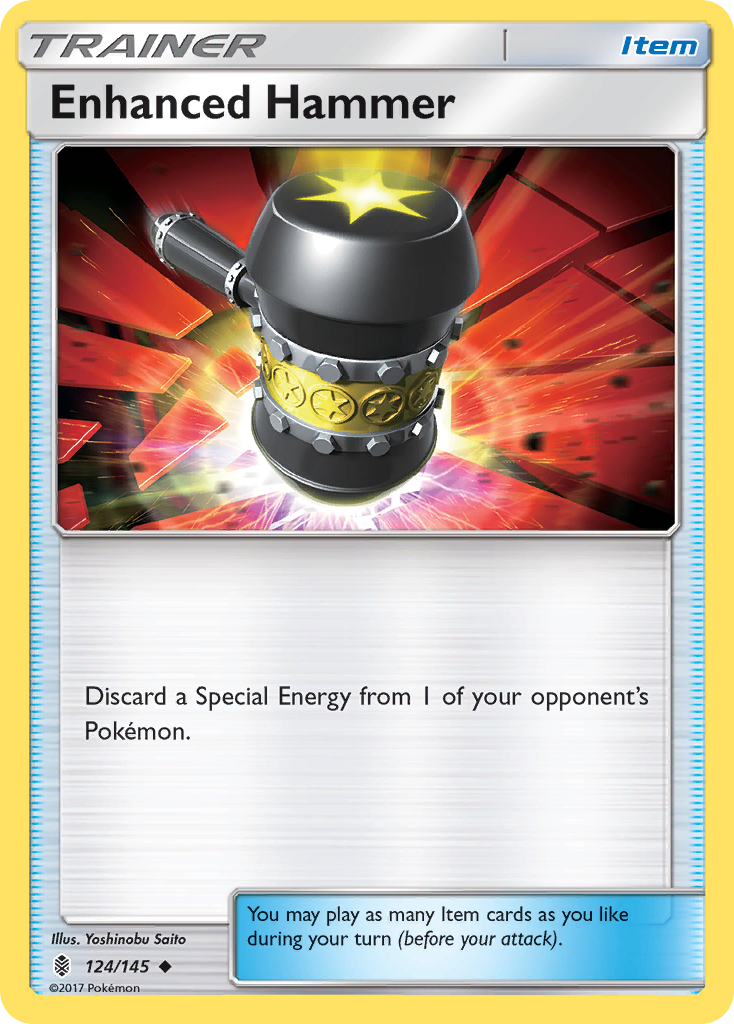 TRAINER
Item
Enhanced Hammer
Discard a Special Energy from 1 of your opponent's
Pokémon.
You may play as many Item cards as you like
during your turn (before your attack).
Illus. Yoshinobu Saito
124/145 ◆
©2017 Pokémon